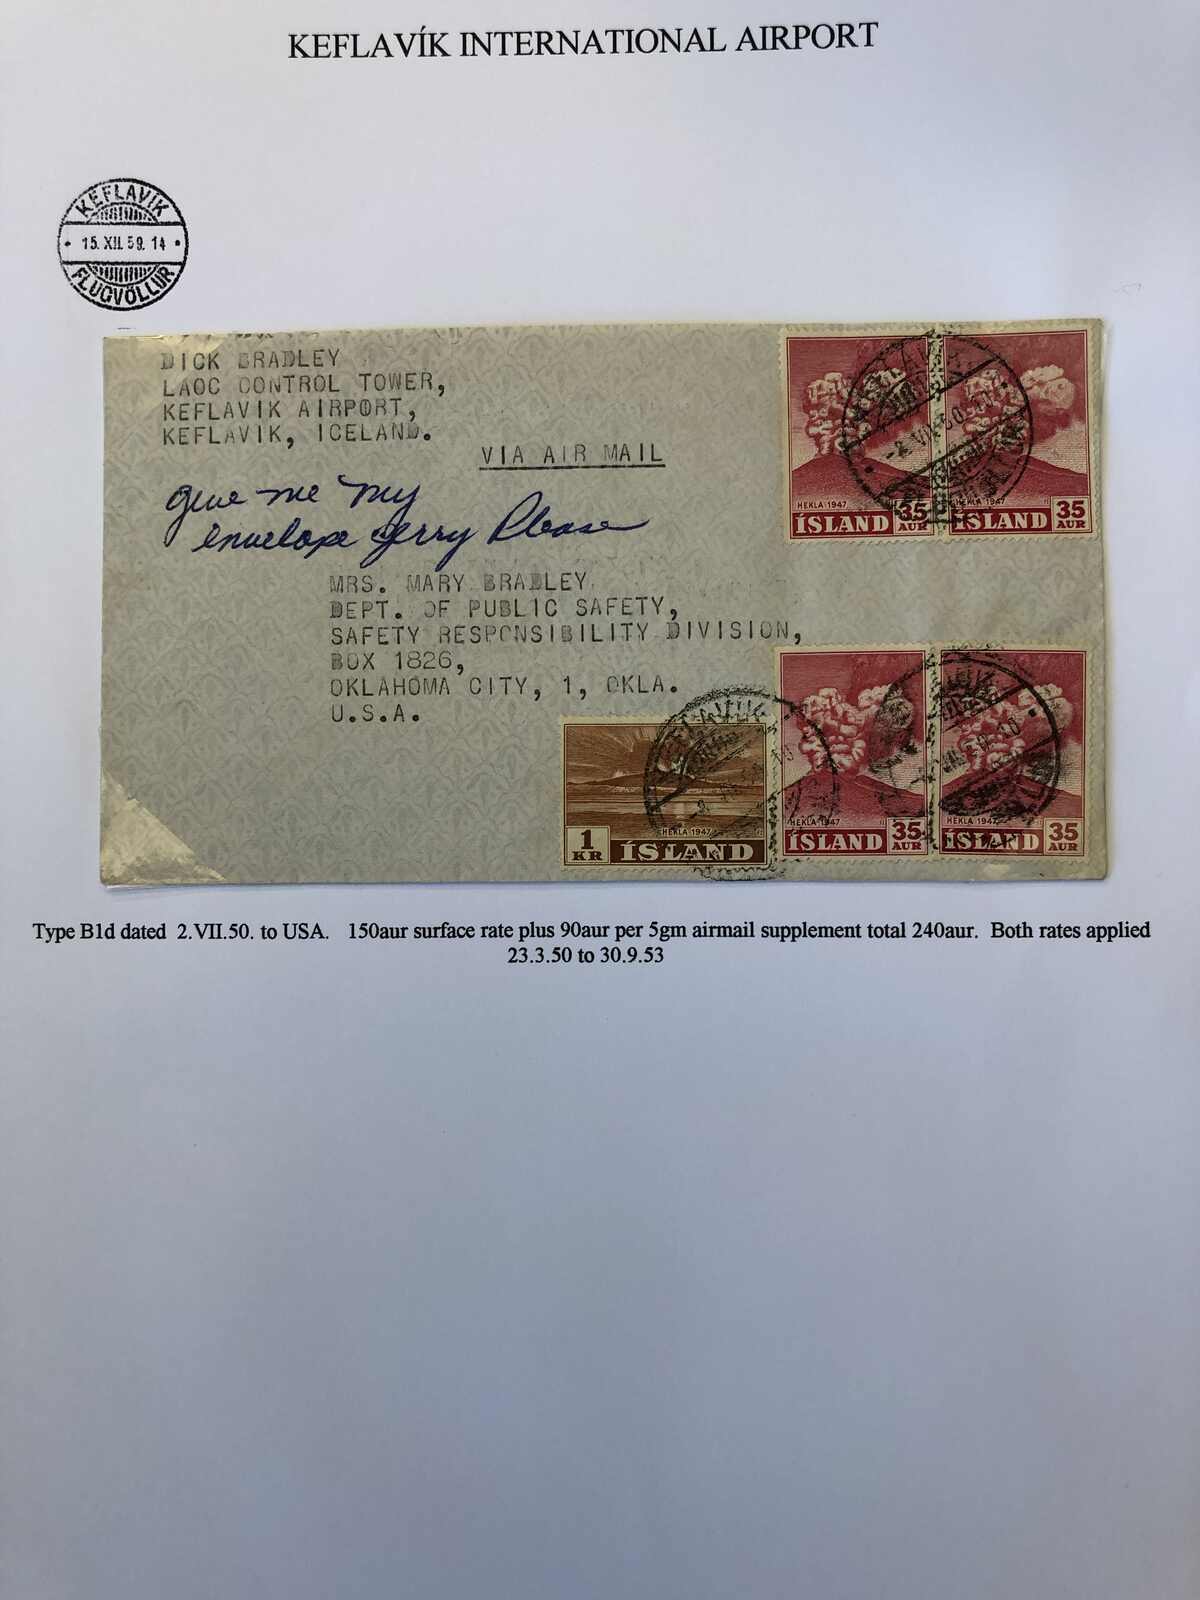 KEFLAVÍK INTERNATIONAL AIRPORT
KEFLAVÍK
15. XII. 59. 14
FLUGVÖLLUR
DICK BRADLEY
LAOC CONTROL TOWER,
KEFLAVIK AIRPORT,
KEFLAVIK, ICELAND.
VIA AIR MAIL
give me my
envelope Jerry Please
MRS. MARY BRADLEY
DEPT. OF PUBLIC SAFETY,
SAFETY RESPONSIBILITY DIVISION,
BOX 1826,
OKLAHOMA CITY, 1, OKLA.
U.S.A.
HEKLA 1947
ÍSLAND 35 AUR
HEKLA 1947
ÍSLAND 35 AUR
HEKLA 1947
1 KR ÍSLAND
HEKLA 1947
ÍSLAND 35 AUR
HEKLA 1947
ÍSLAND 35 AUR
Type B1d dated 2.VII.50. to USA. 150aur surface rate plus 90aur per 5gm airmail supplement total 240aur. Both rates applied
23.3.50 to 30.9.53